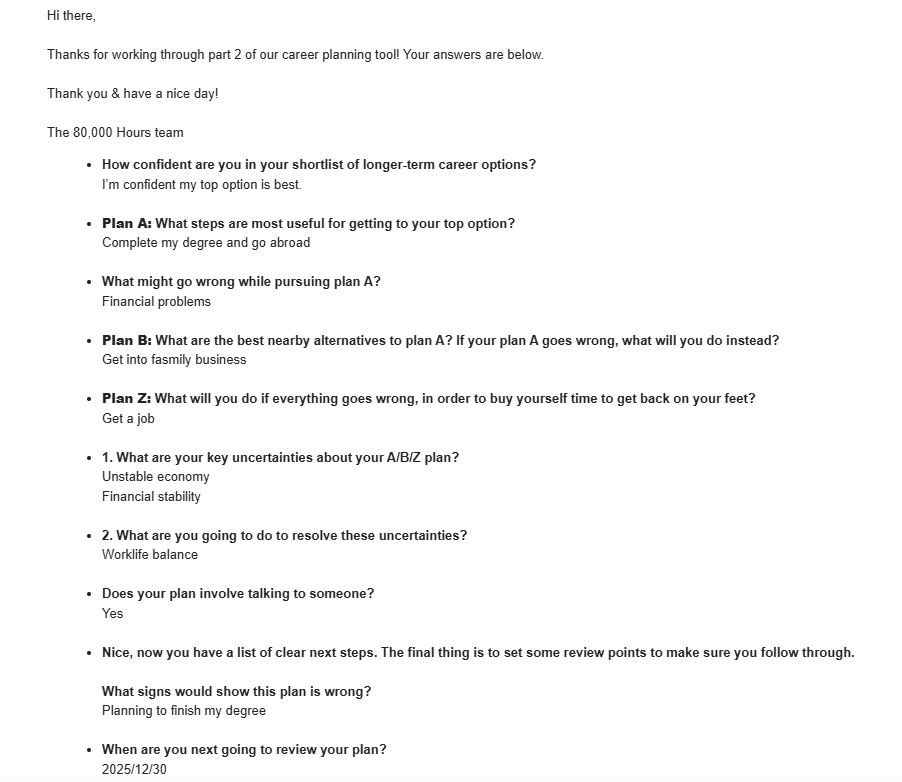 Hi there,
Thanks for working through part 2 of our career planning tool! Your answers are below.
Thank you & have a nice day!
The 80,000 Hours team
• How confident are you in your shortlist of longer-term career options?
I'm confident my top option is best.
• Plan A: What steps are most useful for getting to your top option?
Complete my degree and go abroad
• What might go wrong while pursuing plan A?
Financial problems
• Plan B: What are the best nearby alternatives to plan A? If your plan A goes wrong, what will you do instead?
Get into fasmily business
• Plan Z: What will you do if everything goes wrong, in order to buy yourself time to get back on your feet?
Get a job
• 1. What are your key uncertainties about your A/B/Z plan?
Unstable economy
Financial stability
• 2. What are you going to do to resolve these uncertainties?
Worklife balance
• Does your plan involve talking to someone?
Yes
• Nice, now you have a list of clear next steps. The final thing is to set some review points to make sure you follow through.
What signs would show this plan is wrong?
Planning to finish my degree
• When are you next going to review your plan?
2025/12/30